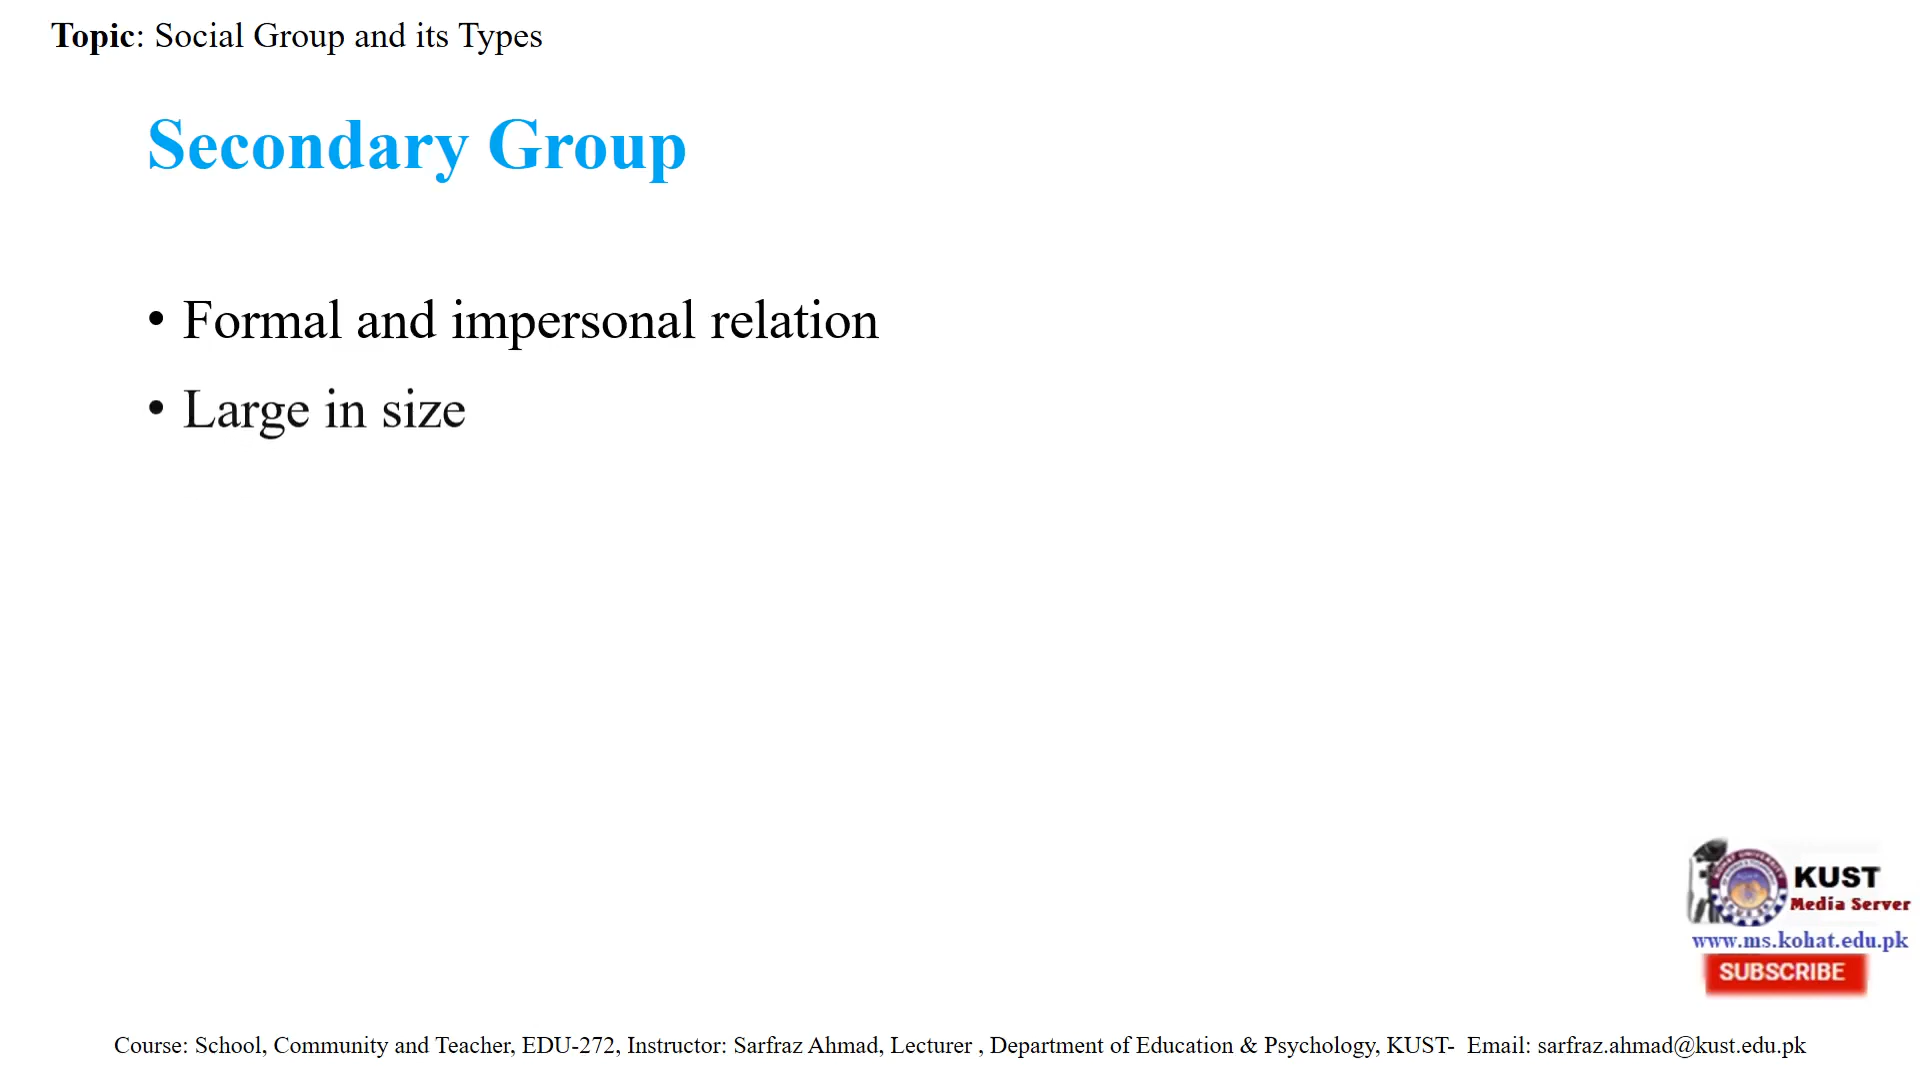 Topic: Social Group and its Types
Secondary Group
• Formal and impersonal relation
• Large in size
KUST
Media Server
www.ms.kohat.edu.pk
SUBSCRIBE
Course: School, Community and Teacher, EDU-272, Instructor: Sarfraz Ahmad, Lecturer , Department of Education & Psychology, KUST- Email: sarfraz.ahmad@kust.edu.pk